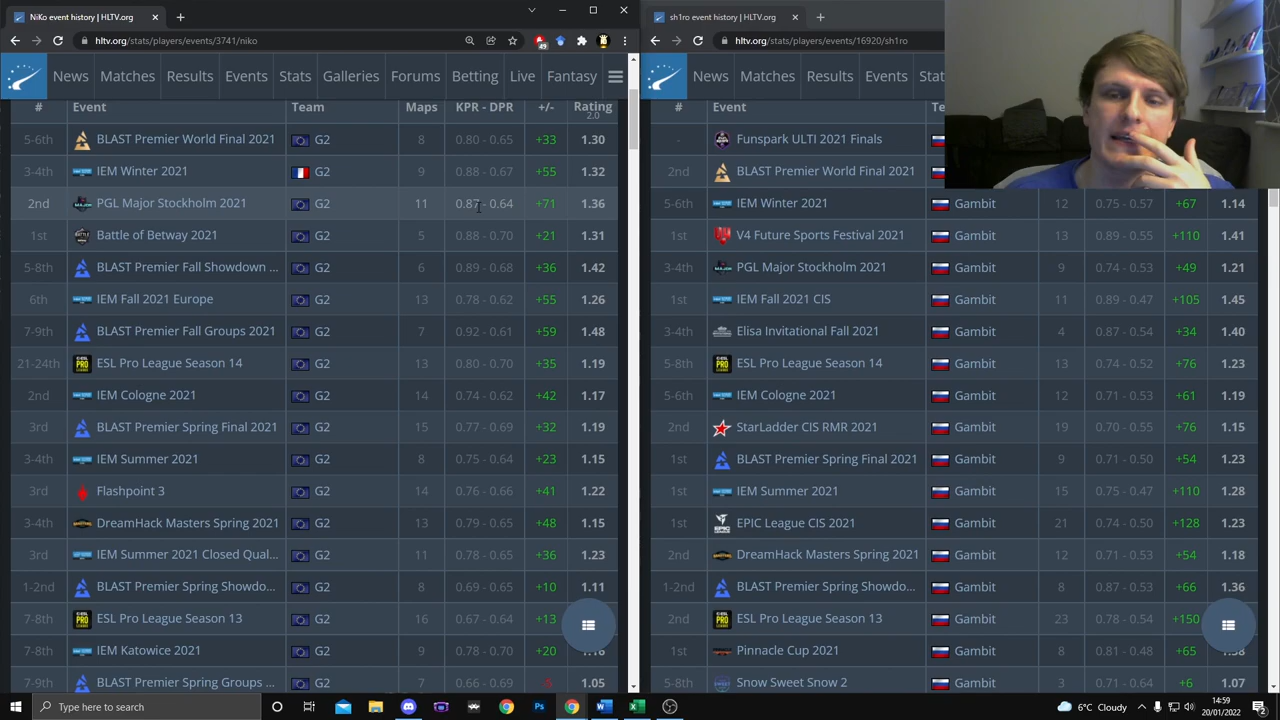 NiKo event history | HLTV.org
sh1ro event history | HLTV.org
hltv.org/stats/players/events/3741/niko
49
hltv.org/stats/players/events/16920/sh1ro
News Matches Results Events Stats Galleries Forums Betting Live Fantasy
News Matches Results Events
# Event Team Maps KPR - DPR +/- Rating 2.0
5-6th BLAST Premier World Final 2021 G2 8 0.80 - 0.65 +33 1.30
3-4th IEM Winter 2021 G2 9 0.88 - 0.67 +55 1.32
2nd PGL Major Stockholm 2021 G2 11 0.87 - 0.64 +71 1.36
1st Battle of Betway 2021 G2 5 0.88 - 0.70 +21 1.31
5-8th BLAST Premier Fall Showdown ... G2 6 0.89 - 0.68 +36 1.42
6th IEM Fall 2021 Europe G2 13 0.78 - 0.60 +55 1.26
7-9th BLAST Premier Fall Groups 2021 G2 7 0.92 - 0.61 +59 1.48
21-24th ESL Pro League Season 14 G2 13 0.80 - 0.70 +35 1.19
2nd IEM Cologne 2021 G2 14 0.74 - 0.62 +42 1.17
3rd BLAST Premier Spring Final 2021 G2 15 0.77 - 0.69 +32 1.19
3-4th IEM Summer 2021 G2 8 +23 1.15
3rd Flashpoint 3 G2 14 0.76 - 0.66 +41 1.22
3-4th DreamHack Masters Spring 2021 G2 13 0.79 - 0.65 +48 1.15
3rd IEM Summer 2021 Closed Qual... G2 11 0.78 - 0.65 +36 1.23
1-2nd BLAST Premier Spring Showdo... G2 8 0.69 - 0.63 +10 1.11
7-8th ESL Pro League Season 13 G2 16 0.67 - 0.64 +13
7-8th IEM Katowice 2021 G2 9 0.78 - 0.70 +20
7-9th BLAST Premier Spring Groups ... G2 7 0.66 - 0.69 1.05
# Event
Funspark ULTI 2021 Finals
2nd BLAST Premier World Final 2021
5-6th IEM Winter 2021 Gambit 12 0.75 - 0.57 +67 1.14
1st V4 Future Sports Festival 2021 Gambit 13 0.89 - 0.55 +110 1.41
3-4th PGL Major Stockholm 2021 Gambit 9 0.74 - 0.53 +49 1.21
1st IEM Fall 2021 CIS Gambit 11 0.89 - 0.47 +105 1.45
3-4th Elisa Invitational Fall 2021 Gambit 4 0.87 - 0.54 +34 1.40
5-8th ESL Pro League Season 14 Gambit 13 0.82 - 0.54 +76 1.23
5-6th IEM Cologne 2021 Gambit 12 0.71 - 0.53 +61 1.19
2nd StarLadder CIS RMR 2021 Gambit 19 0.70 - 0.55 +76 1.15
1st BLAST Premier Spring Final 2021 Gambit 9 0.71 - 0.50 +54 1.23
1st IEM Summer 2021 Gambit 15 0.75 - 0.47 +110 1.28
1st EPIC League CIS 2021 Gambit 21 0.74 - 0.50 +128 1.23
2nd DreamHack Masters Spring 2021 Gambit 12 0.71 - 0.53 +54 1.18
1-2nd BLAST Premier Spring Showdo... Gambit 8 0.87 - 0.53 +66 1.36
2nd ESL Pro League Season 13 Gambit 23 0.78 - 0.54 +150
1st Pinnacle Cup 2021 Gambit 8 0.81 - 0.48 +65
5-8th Snow Sweet Snow 2 Gambit 3 0.67 - 0.57 +6 1.07
Type here to search
6°C Cloudy
14:59
20/01/2022
2